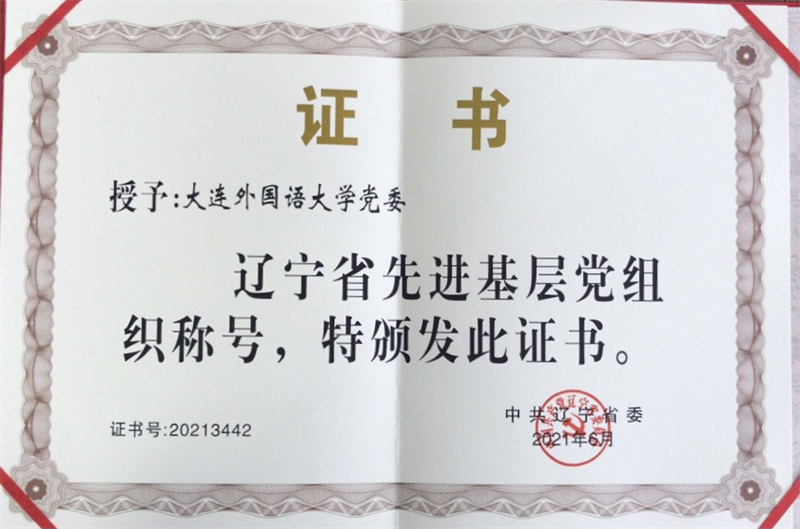 证 书
授予:大连外国语大学党委
辽宁省先进基层党组
织称号，特颁发此证书。
中共辽宁省委
证书号:20213442
2021年6月